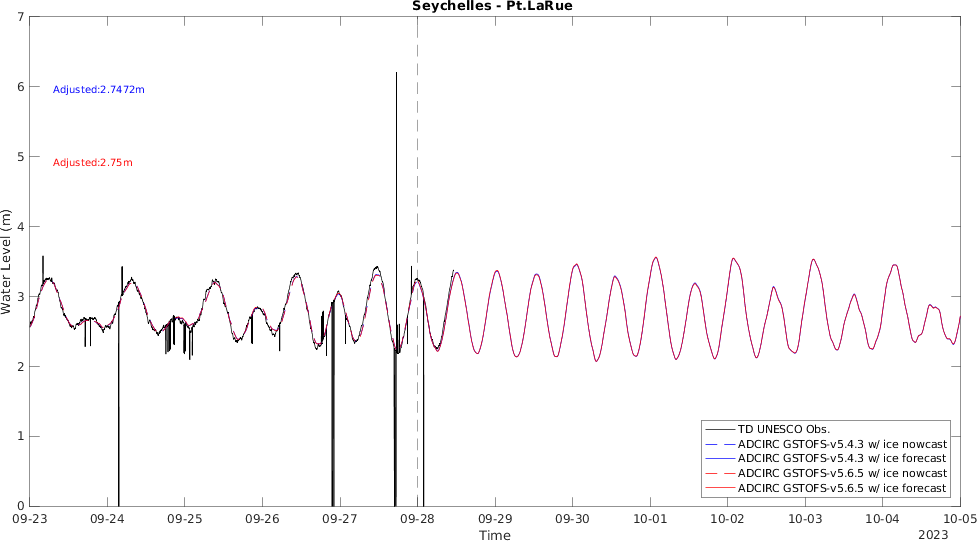 Seychelles - Pt.LaRue
7
6
5
4
3
2
1
0
Water Level (m)
Adjusted:2.7472m
Adjusted:2.75m
TD UNESCO Obs.
ADCIRC GSTOFS-v5.4.3 w/ ice nowcast
ADCIRC GSTOFS-v5.4.3 w/ ice forecast
ADCIRC GSTOFS-v5.6.5 w/ ice nowcast
ADCIRC GSTOFS-v5.6.5 w/ ice forecast
09-23 09-24 09-25 09-26 09-27 09-28 09-29 09-30 10-01 10-02 10-03 10-04 10-05
Time
2023